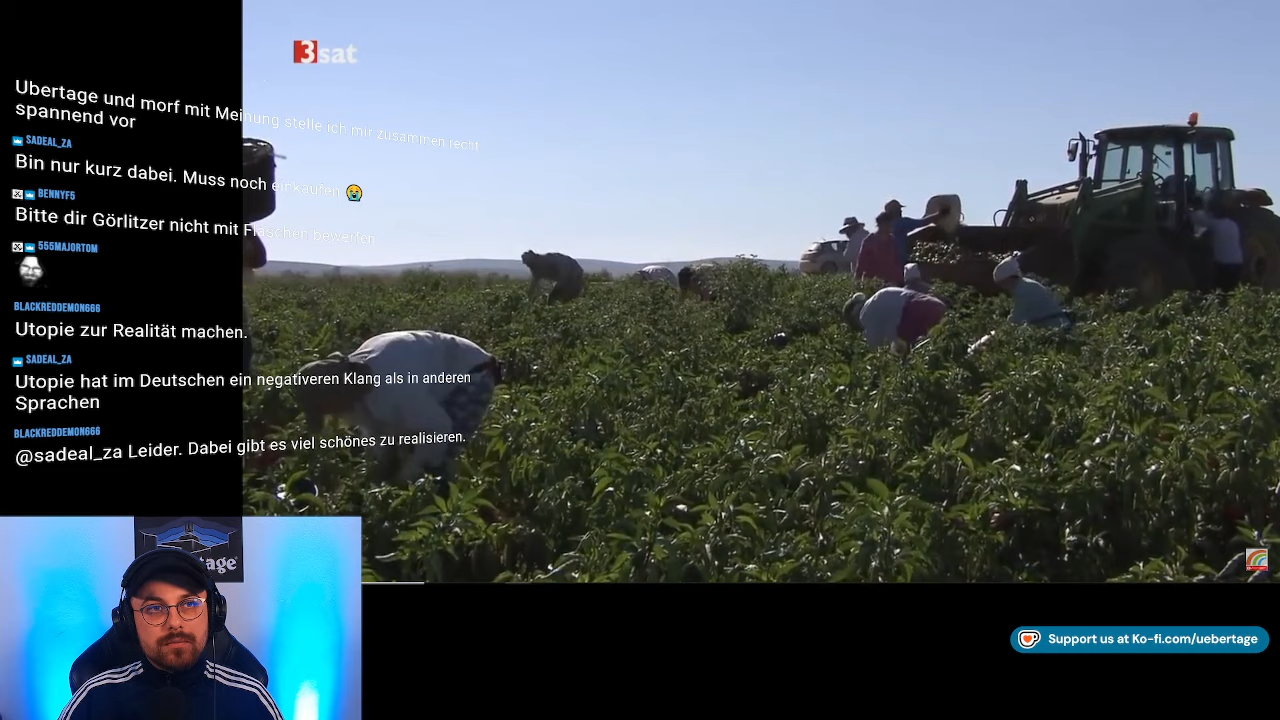 3sat
Ubertage und morf mit Meinung stelle ich mir zusammen recht
spannend vor
SADEAL_ZA
Bin nur kurz dabei. Muss noch einkaufen 😭
BENNYF5
Bitte dir Görlitzer nicht mit Flaschen bewerfen
555MAJORTOM
BLACKREDDEMON666
Utopie zur Realität machen.
SADEAL_ZA
Utopie hat im Deutschen ein negativeren Klang als in anderen
Sprachen
BLACKREDDEMON666
@sadeal_za Leider. Dabei gibt es viel schönes zu realisieren.
Support us at Ko-fi.com/uebertage